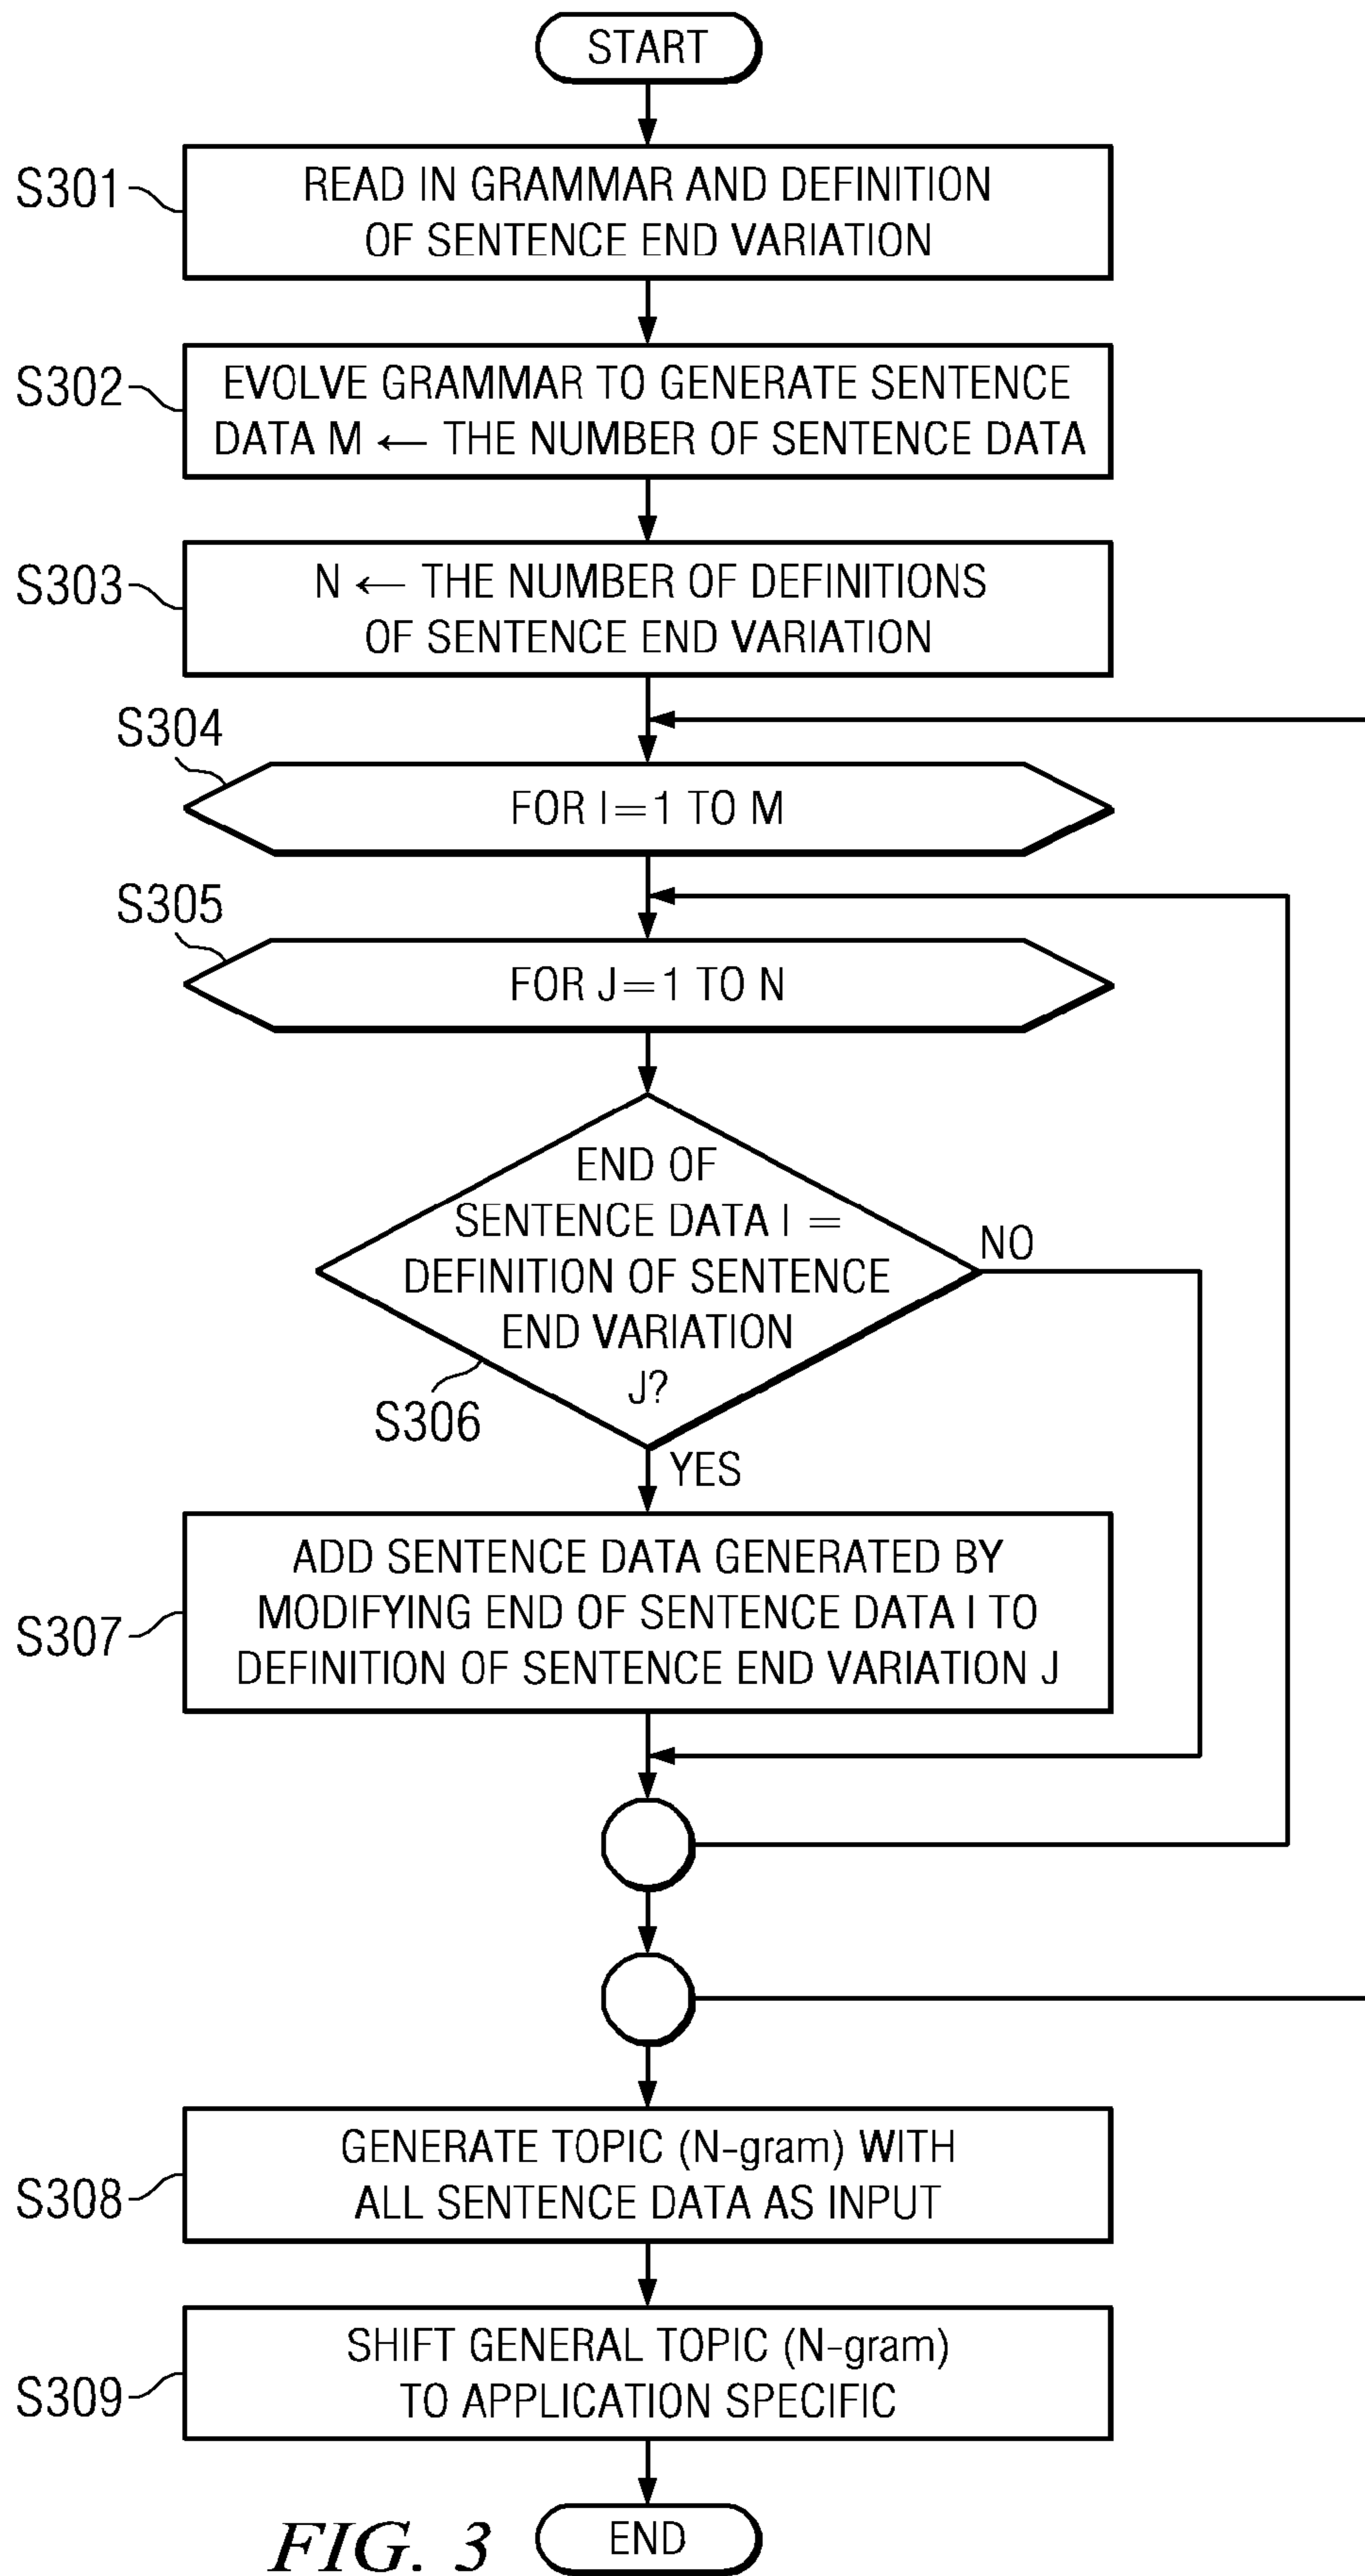 START
S301
READ IN GRAMMAR AND DEFINITION
OF SENTENCE END VARIATION
S302
EVOLVE GRAMMAR TO GENERATE SENTENCE
DATA M ← THE NUMBER OF SENTENCE DATA
S303
N ← THE NUMBER OF DEFINITIONS
OF SENTENCE END VARIATION
S304
FOR I=1 TO M
S305
FOR J=1 TO N
END OF
SENTENCE DATA I =
DEFINITION OF SENTENCE
END VARIATION
J?
NO
S306
YES
S307
ADD SENTENCE DATA GENERATED BY
MODIFYING END OF SENTENCE DATA I TO
DEFINITION OF SENTENCE END VARIATION J
S308
GENERATE TOPIC (N-gram) WITH
ALL SENTENCE DATA AS INPUT
S309
SHIFT GENERAL TOPIC (N-gram)
TO APPLICATION SPECIFIC
END
FIG. 3